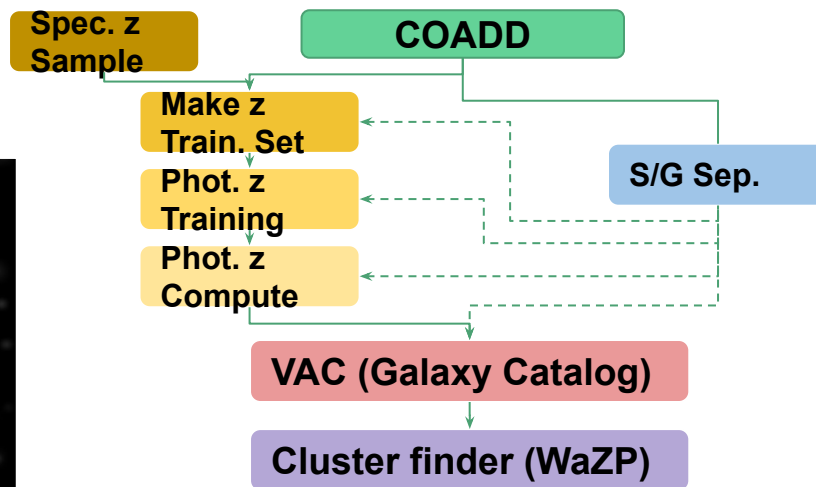 Spec. z
Sample
COADD
Make z
Train. Set
S/G Sep.
Phot. z
Training
Phot. z
Compute
VAC (Galaxy Catalog)
Cluster finder (WaZP)